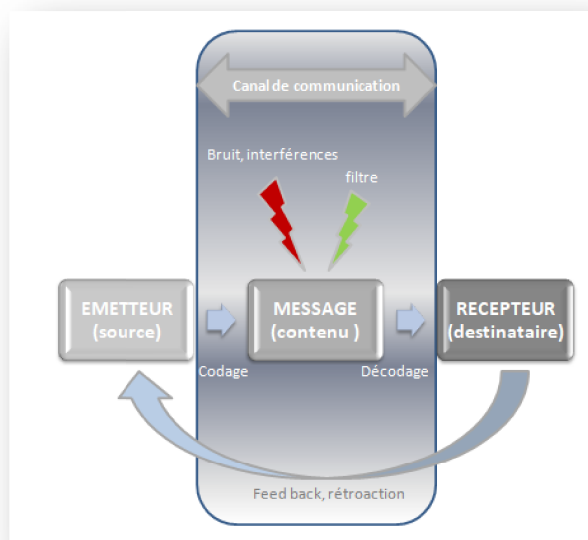 Canal de communication
Bruit, interférences
filtre
EMETTEUR
(source)
MESSAGE
(contenu )
RECEPTEUR
(destinataire)
Codage
Décodage
Feed back, rétroaction